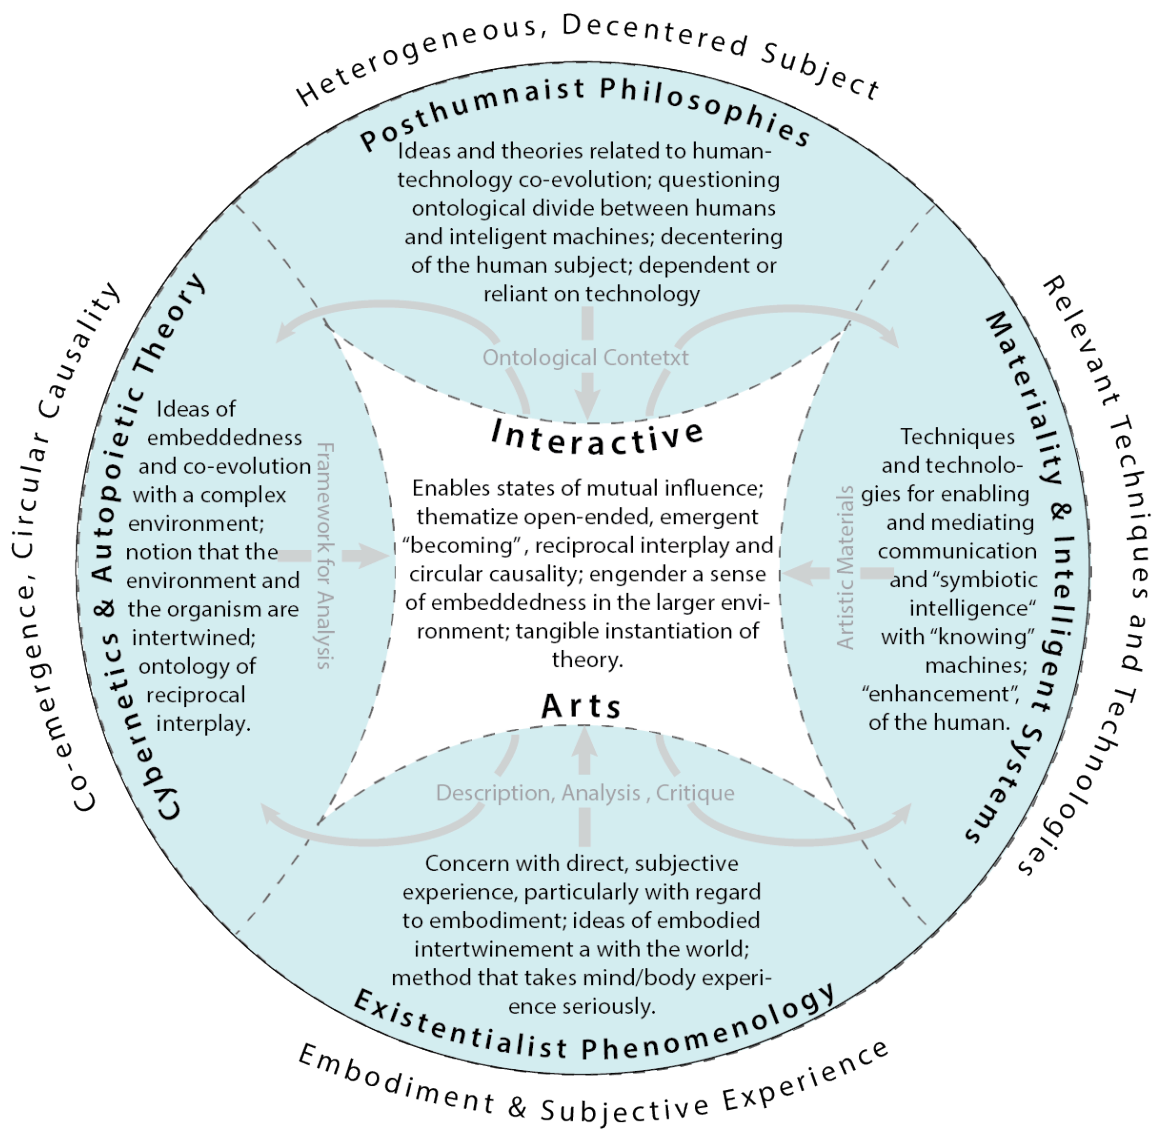 Heterogeneous, Decentered Subject
Posthumnaist Philosophies
Ideas and theories related to human-
technology co-evolution; questioning
ontological divide between humans
and inteligent machines; decentering
of the human subject; dependent or
reliant on technology
Ontological Contetxt
Co-emergence, Circular Causality
Cybernetics & Autopoietic Theory
Ideas of
embeddedness
and co-evolution
with a complex
environment;
notion that the
environment and
the organism are
intertwined;
ontology of
reciprocal
interplay.
Framework for Analysis
Interactive
Enables states of mutual influence;
thematize open-ended, emergent
“becoming” , reciprocal interplay and
circular causality; engender a sense
of embeddedness in the larger envi-
ronment; tangible instantiation of
theory.
Arts
Artistic Materials
Techniques
and technolo-
gies for enabling
and mediating
communication
and “symbiotic
intelligence“
with “knowing”
machines;
“enhancement”,
of the human.
Materiality & Intelligent Systems
Relevant Techniques and Technologies
Description, Analysis , Critique
Concern with direct, subjective
experience, particularly with regard
to embodiment; ideas of embodied
intertwinement a with the world;
method that takes mind/body experi-
ence seriously.
Existentialist Phenomenology
Embodiment & Subjective Experience